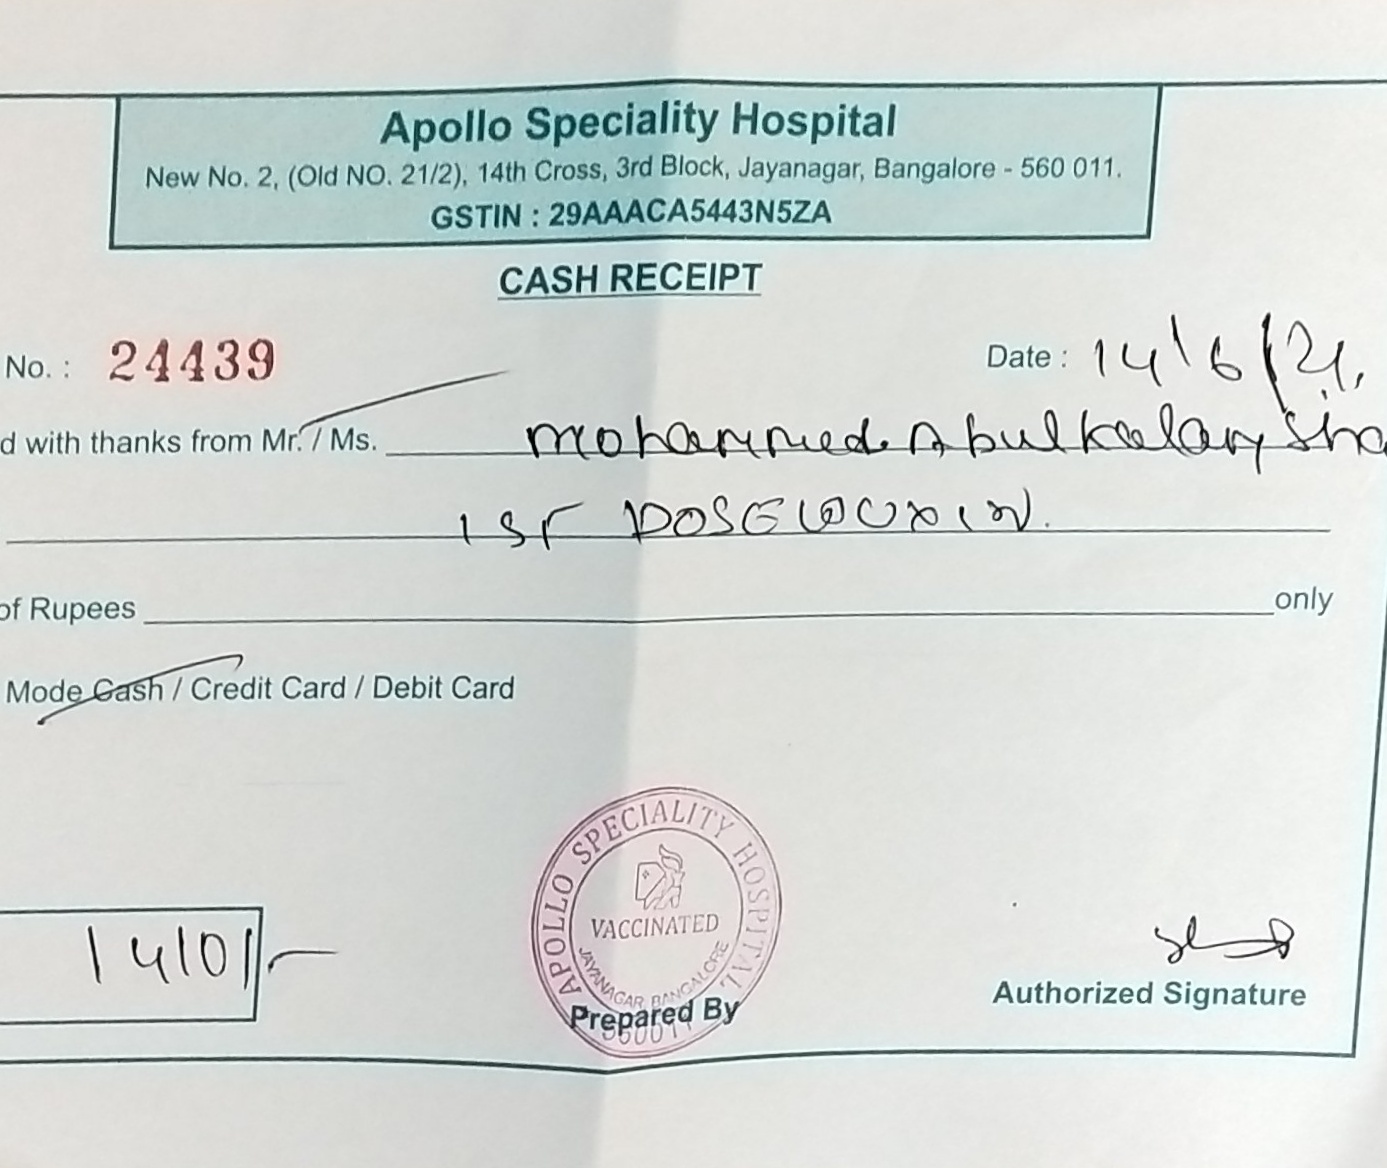 Apollo Speciality Hospital
New No. 2, (Old NO. 21/2), 14th Cross, 3rd Block, Jayanagar, Bangalore - 560 011.
GSTIN : 29AAACA5443N5ZA
CASH RECEIPT
No. : 24439 Date : 14\6/21,
d with thanks from Mr. / Ms. Mohammed Abulkalam Sha
1ST DOSE
of Rupees only
Mode Cash / Credit Card / Debit Card
APOLLO SPECIALITY HOSPITAL
VACCINATED
JAYANAGAR, BANGALORE
560011
1410/-
Prepared By
Authorized Signature